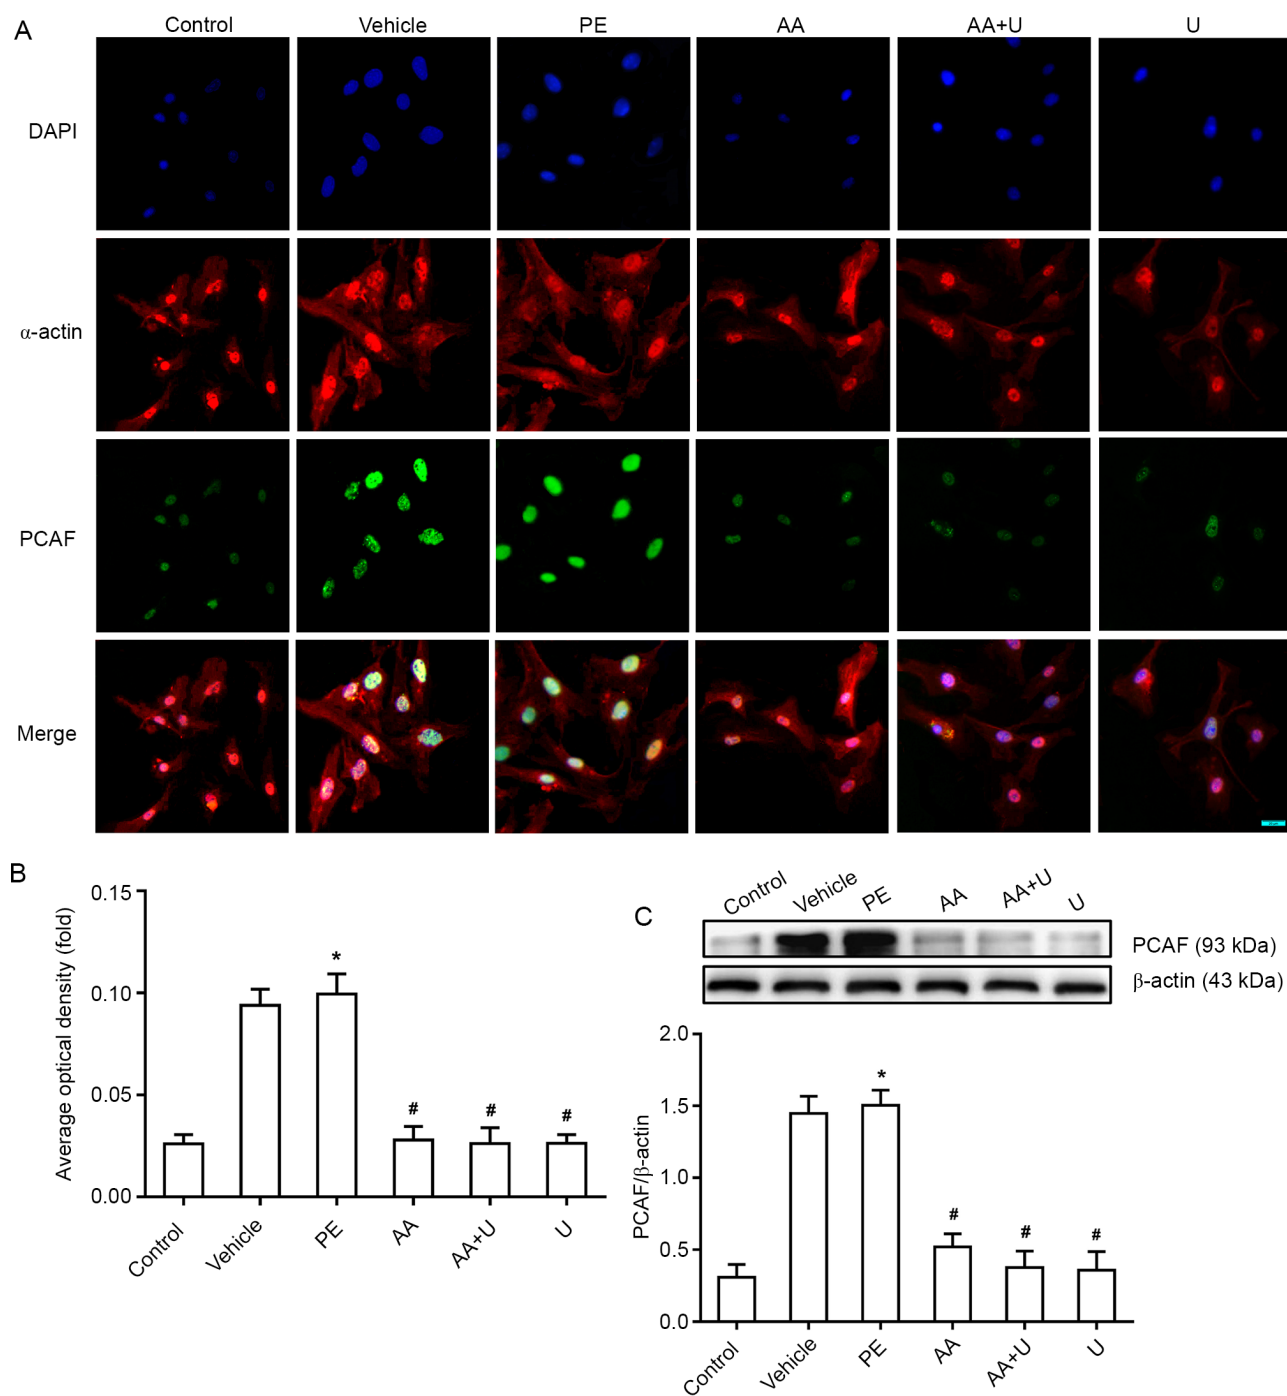 A
Control Vehicle PE AA AA+U U
DAPI
α-actin
PCAF
Merge
B
Average optical density (fold)
0.15
0.10
0.05
0.00
*
#
#
#
Control Vehicle PE AA AA+U U
C
Control Vehicle PE AA AA+U U
PCAF (93 kDa)
β-actin (43 kDa)
PCAF/β-actin
2.0
1.5
1.0
0.5
0.0
*
#
#
#
Control Vehicle PE AA AA+U U